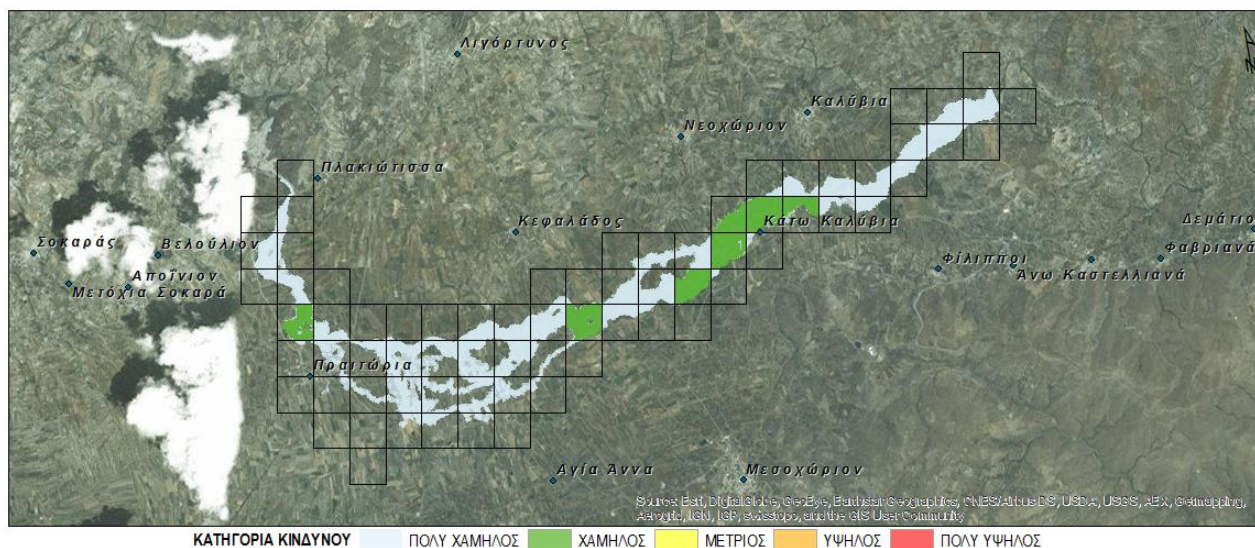 Λιγόρτυνος
Καλύβια
Νεοχώριον
Πλακιώτισσα
Κεφαλάδος
Κάτω Καλύβια
Δεμάτιο
Σοκαράς
Βελούλιον
Φαβριανά
Φίλιπποι
Άνω Καστελλιανά
Αποΐνιον
Μετόχια Σοκαρά
Πραιτώρια
Αγία Άννα
Μεσοχώριον
Source: Esri, DigitalGlobe, GeoEye, Earthstar Geographics, CNES/Airbus DS, USDA, USGS, AEX, Getmapping,
Aerogrid, IGN, IGP, swisstopo, and the GIS User Community
ΚΑΤΗΓΟΡΙΑ ΚΙΝΔΥΝΟΥ ΠΟΛΥ ΧΑΜΗΛΟΣ ΧΑΜΗΛΟΣ ΜΕΤΡΙΟΣ ΥΨΗΛΟΣ ΠΟΛΥ ΥΨΗΛΟΣ